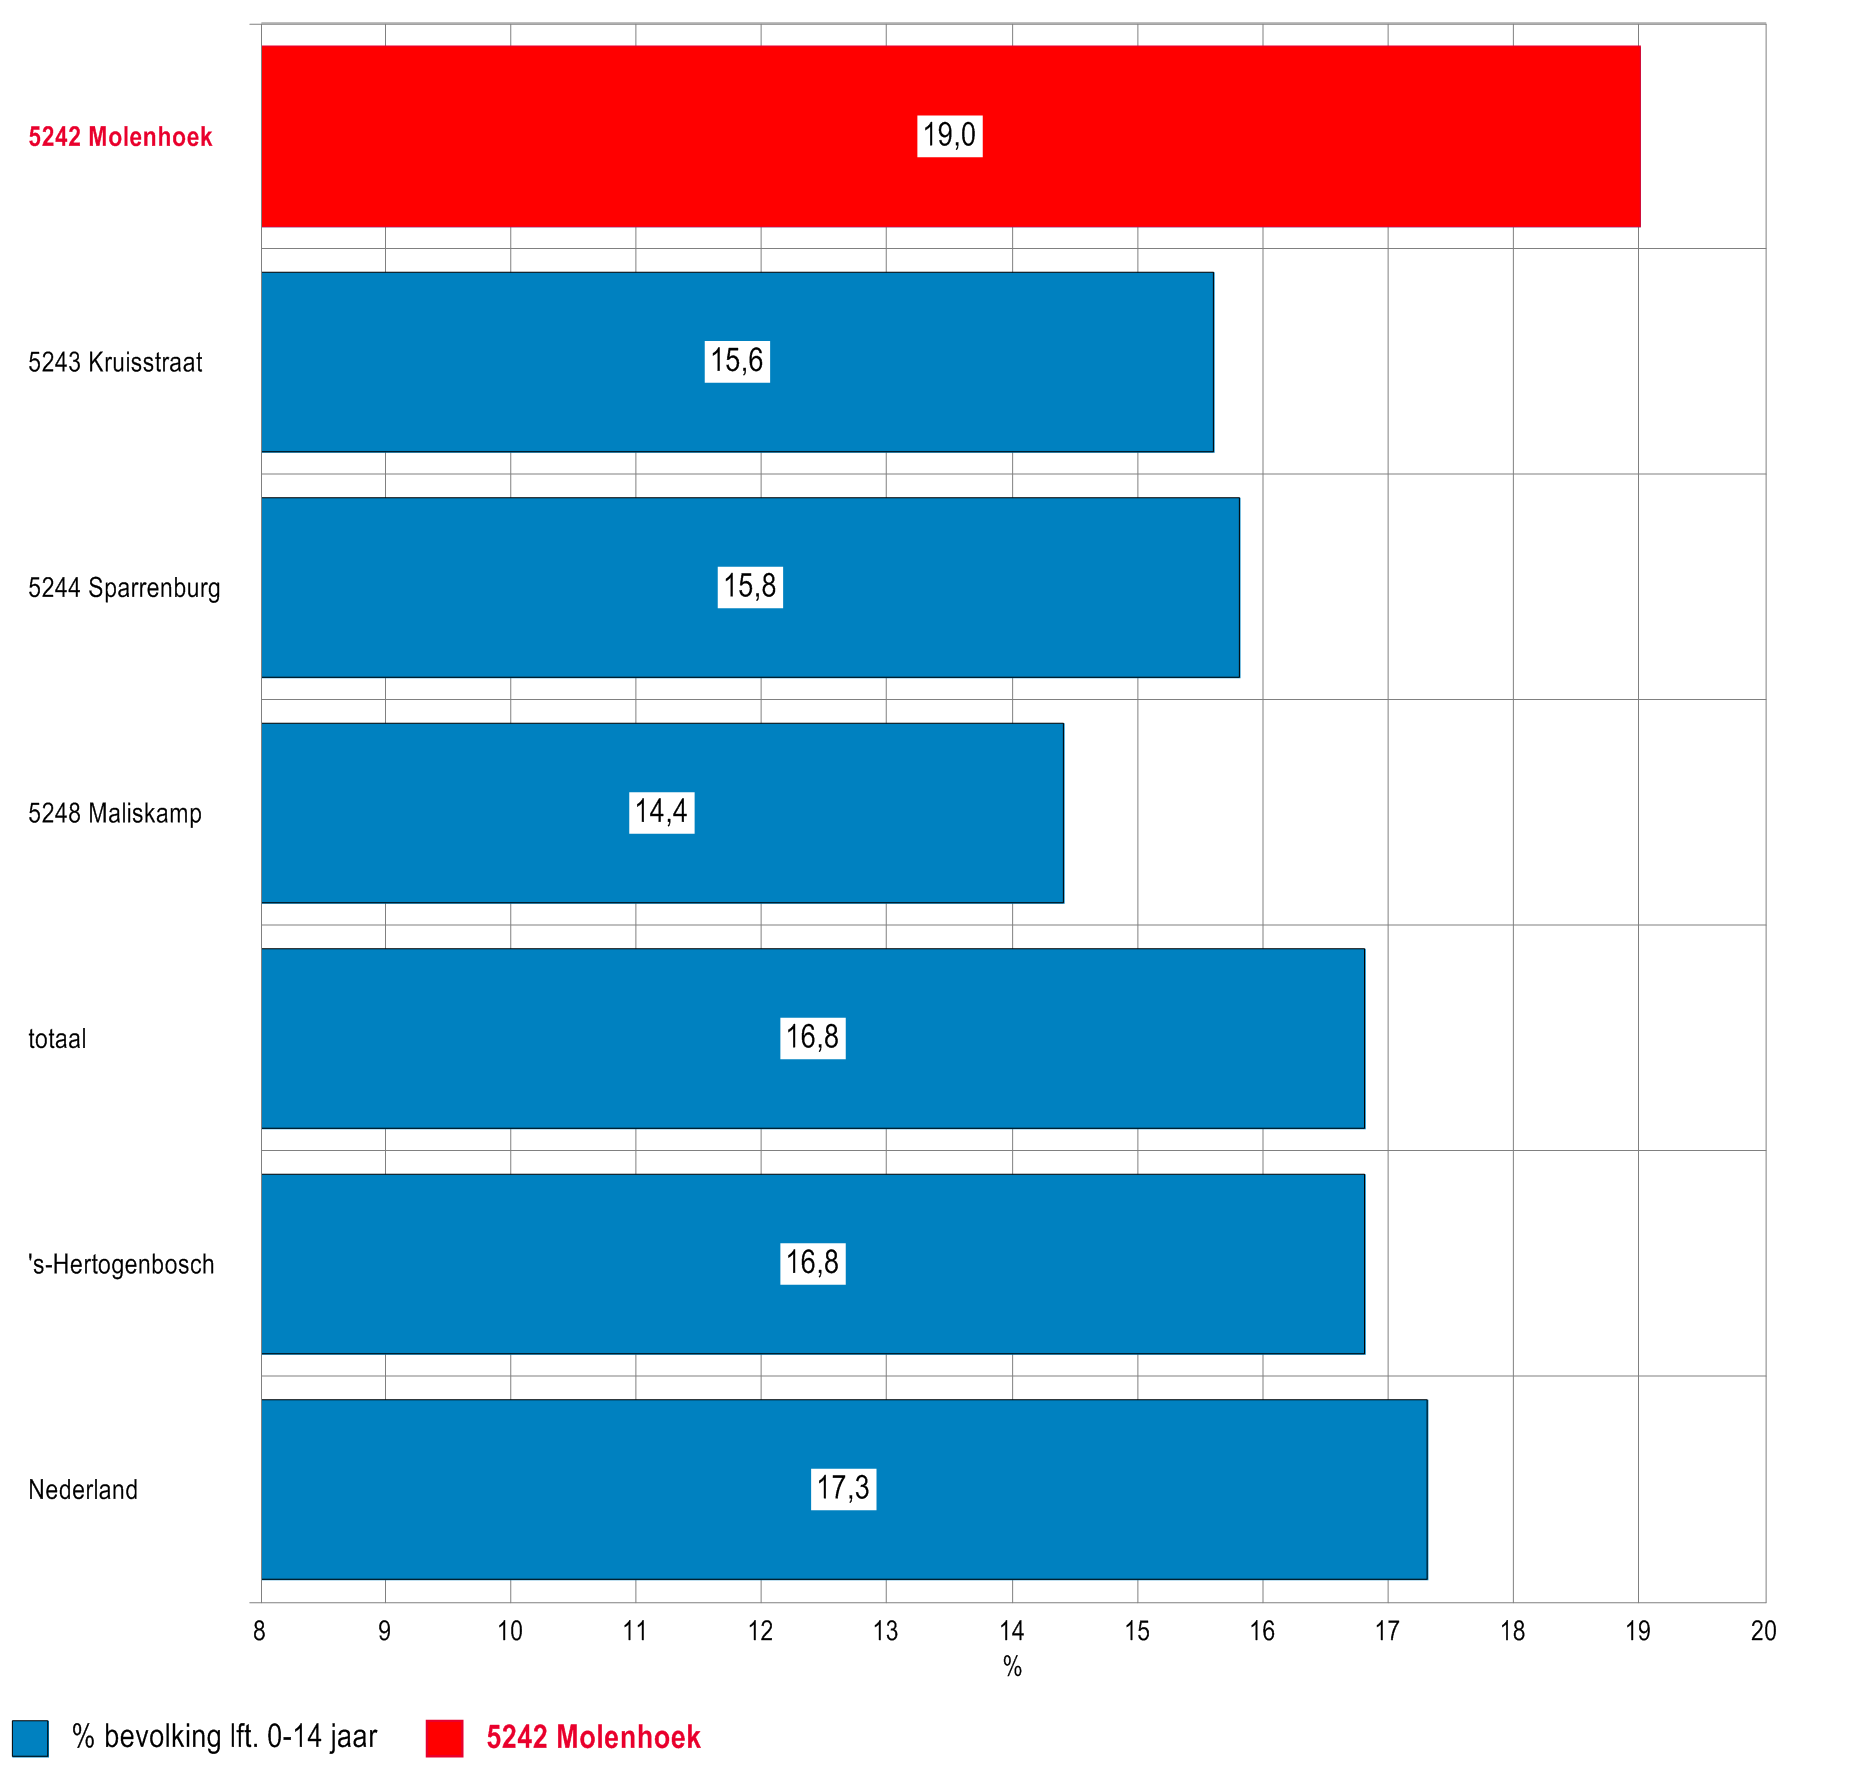 5242 Molenhoek
19,0
5243 Kruisstraat
15,6
5244 Sparrenburg
15,8
5248 Maliskamp
14,4
totaal
16,8
's-Hertogenbosch
16,8
Nederland
17,3
8 9 10 11 12 13 14 15 16 17 18 19 20
%
% bevolking lft. 0-14 jaar 5242 Molenhoek